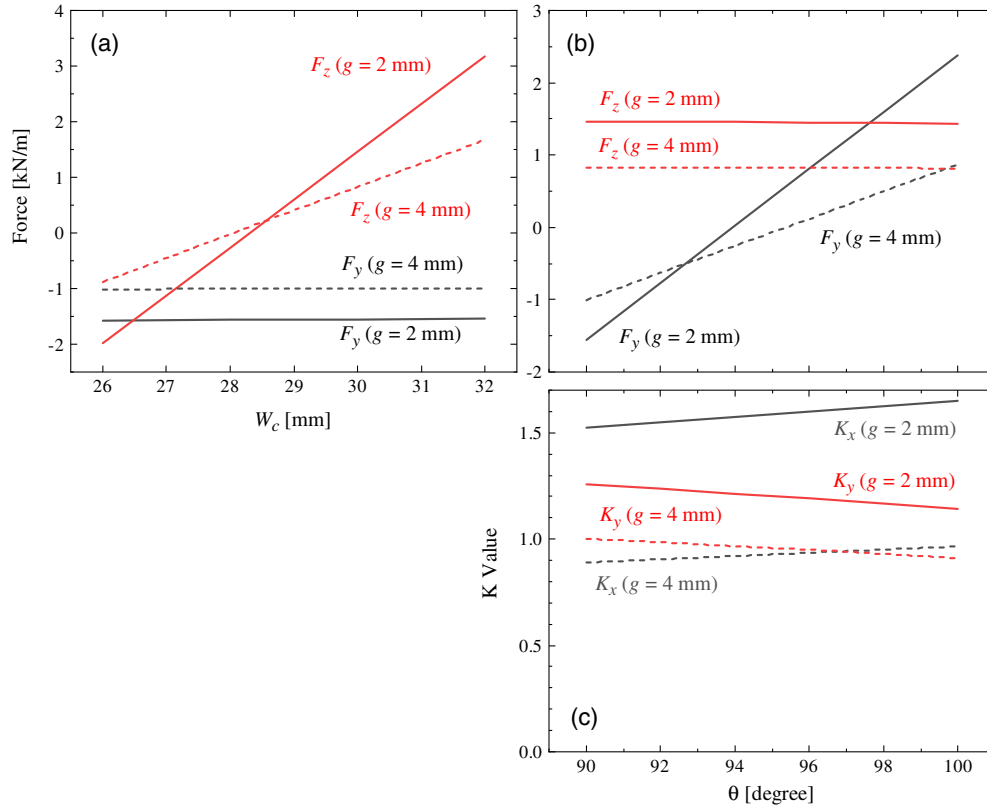 (a)
4
3
2
1
0
-1
-2
Force [kN/m]
F_z (g = 2 mm)
F_z (g = 4 mm)
F_y (g = 4 mm)
F_y (g = 2 mm)
26 27 28 29 30 31 32
W_c [mm]
(b)
3
2
1
0
-1
2
F_z (g = 2 mm)
F_z (g = 4 mm)
F_y (g = 4 mm)
F_y (g = 2 mm)
1.5
1.0
0.5
0.0
K Value
K_x (g = 2 mm)
K_y (g = 2 mm)
K_y (g = 4 mm)
K_x (g = 4 mm)
(c)
90 92 94 96 98 100
θ [degree]